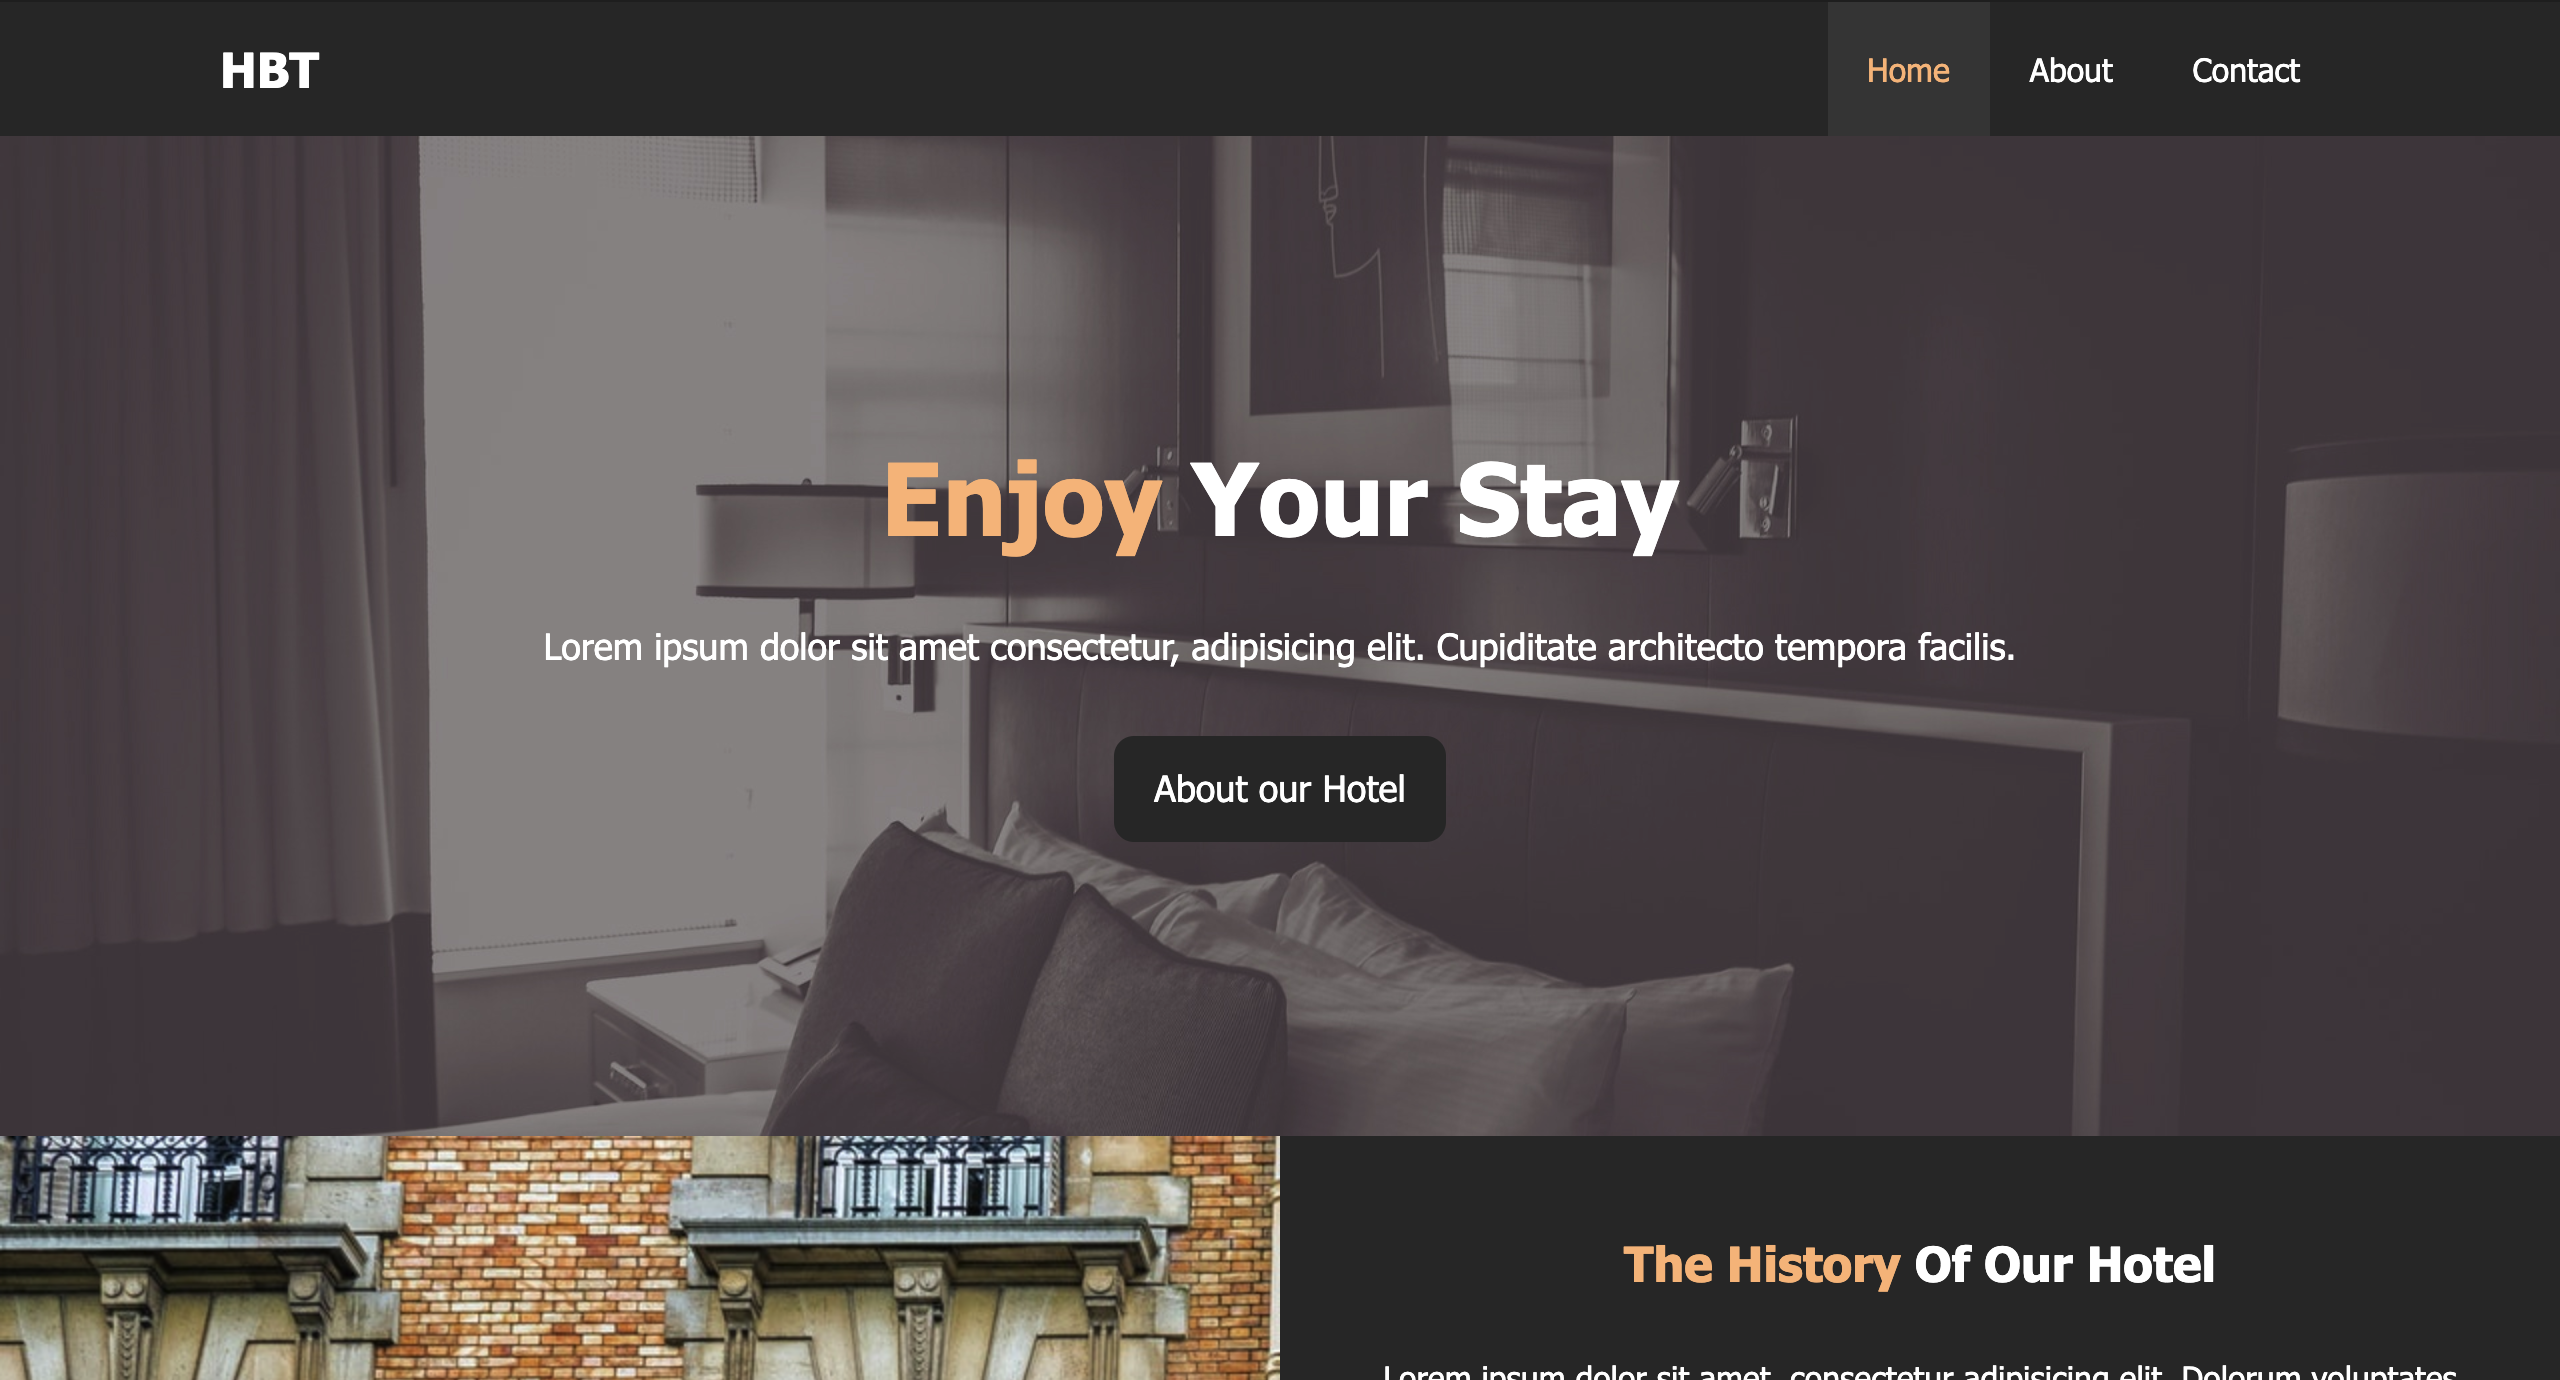 HBT
Home About Contact
Enjoy Your Stay
Lorem ipsum dolor sit amet consectetur, adipisicing elit. Cupiditate architecto tempora facilis.
About our Hotel
The History Of Our Hotel
Lorem ipsum dolor sit amet, consectetur adipisicing elit. Dolorum voluptates